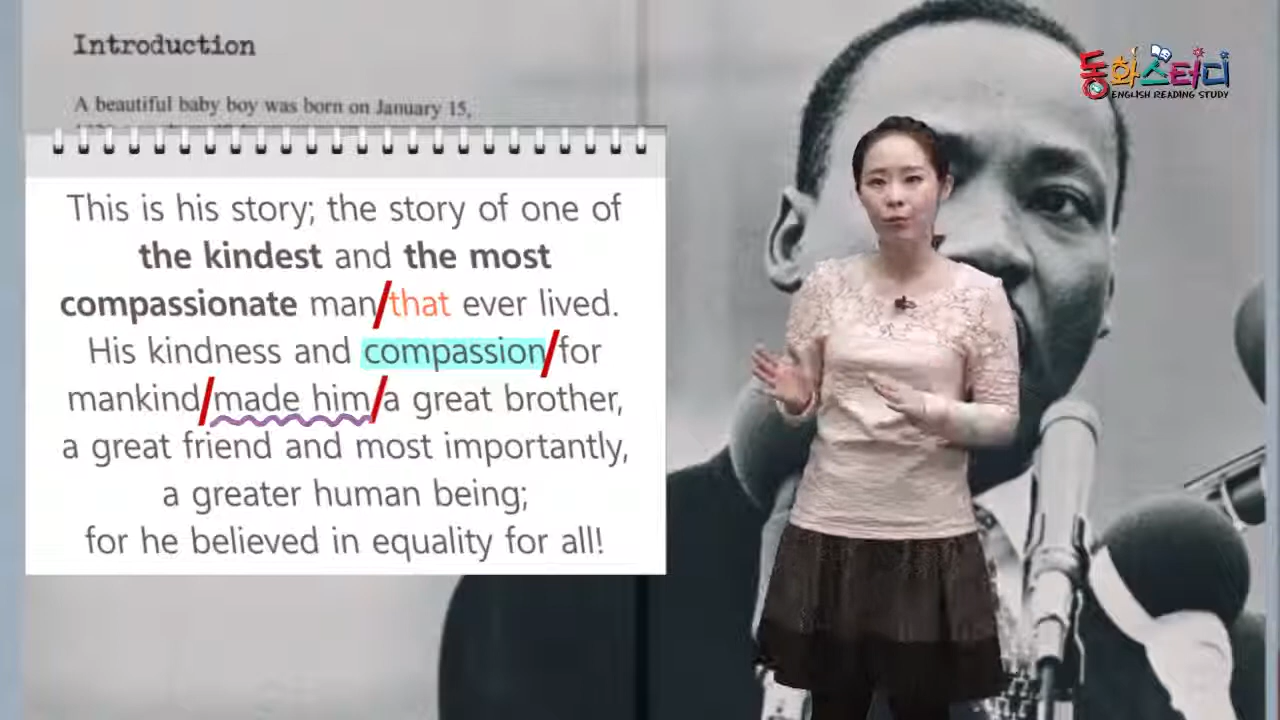 Introduction
A beautiful baby boy was born on January 15,
This is his story; the story of one of
the kindest and the most
compassionate man/that ever lived.
His kindness and compassion/for
mankind/made him/a great brother,
a great friend and most importantly,
a greater human being;
for he believed in equality for all!
동화스터디
ENGLISH READING STUDY